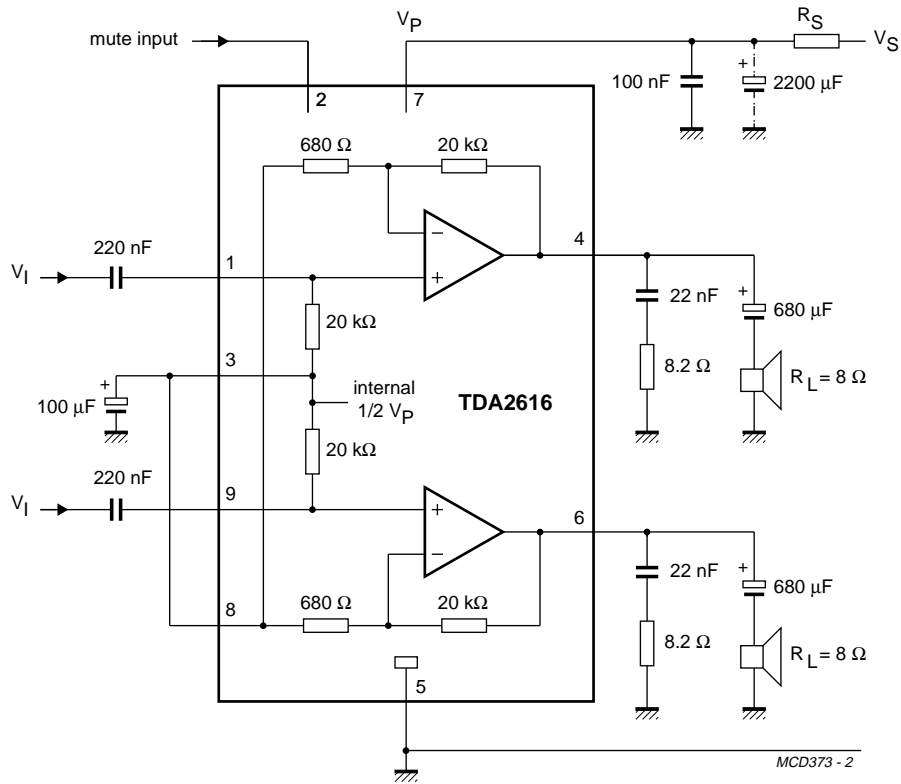 V_P
R_S
V_S
mute input
2
7
100 nF
+
2200 µF
680 Ω
20 kΩ
−
+
4
220 nF
V_I
1
22 nF
+
680 µF
20 kΩ
3
8.2 Ω
R_L = 8 Ω
+
100 µF
internal
1/2 V_P
TDA2616
20 kΩ
220 nF
V_I
9
+
−
6
22 nF
+
680 µF
8
680 Ω
20 kΩ
8.2 Ω
R_L = 8 Ω
5
MCD373 - 2